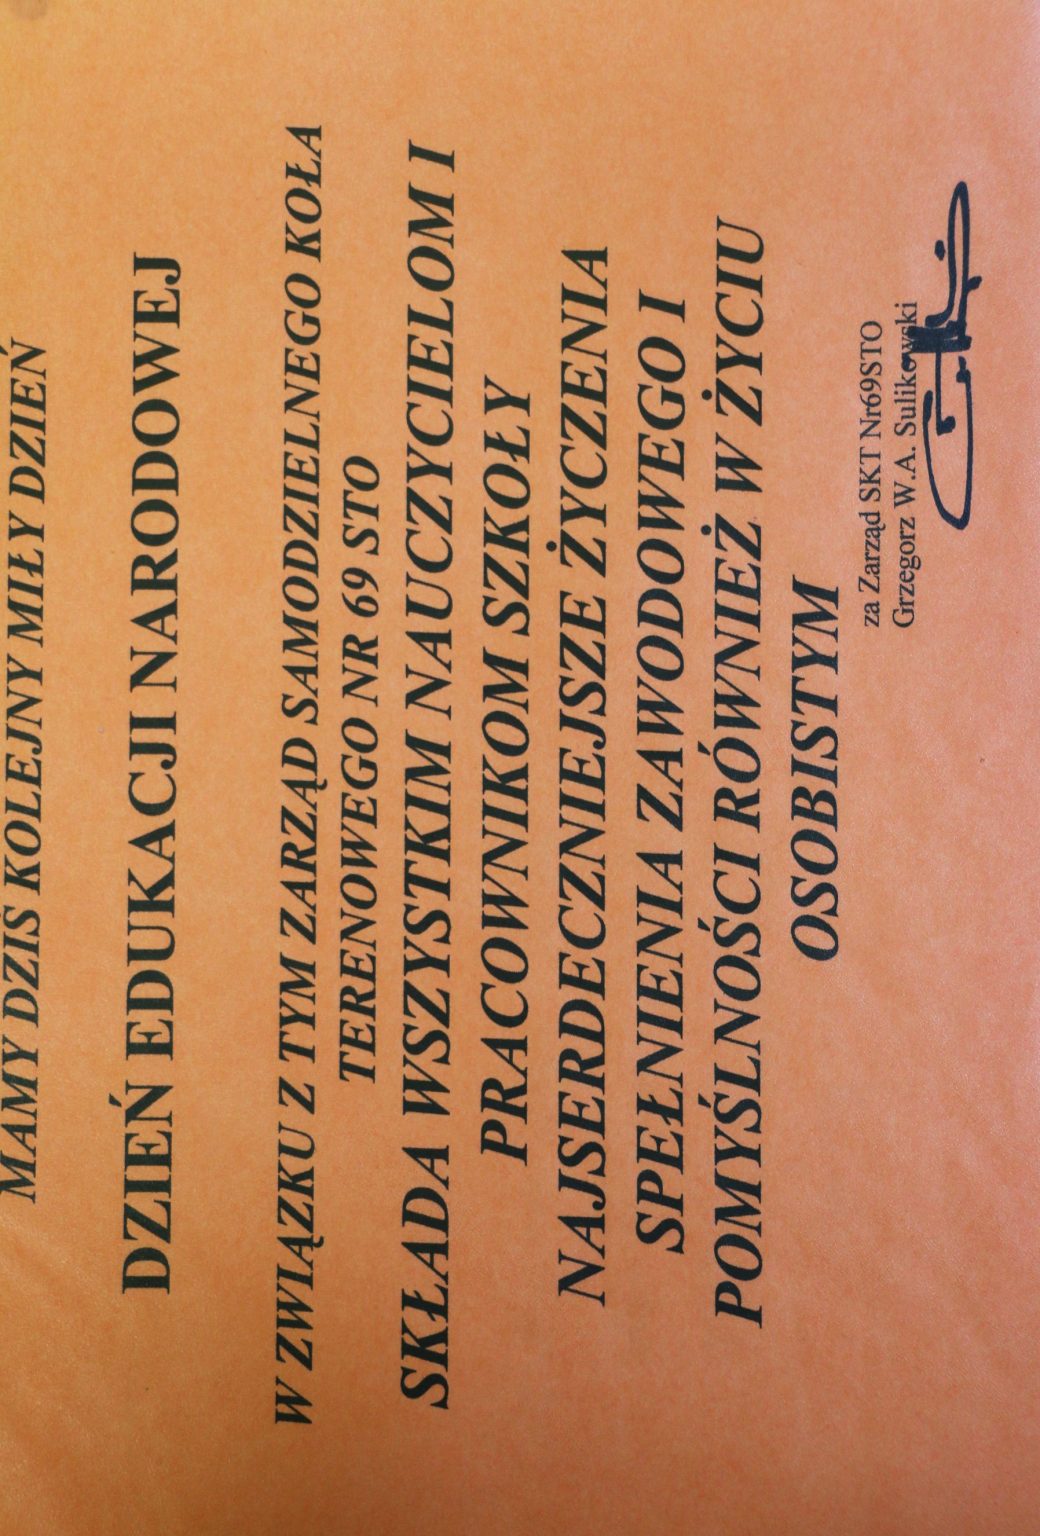 MAMY DZIŚ KOLEJNY MIŁY DZIEŃ
DZIEŃ EDUKACJI NARODOWEJ
W ZWIĄZKU Z TYM ZARZĄD SAMODZIELNEGO KOŁA
TERENOWEGO NR 69 STO
SKŁADA WSZYSTKIM NAUCZYCIELOM I
PRACOWNIKOM SZKOŁY
NAJSERDECZNIEJSZE ŻYCZENIA
SPEŁNIENIA ZAWODOWEGO I
POMYŚLNOŚCI RÓWNIEŻ W ŻYCIU
OSOBISTYM
za Zarząd SKT Nr69STO
Grzegorz W.A. Sulikowski